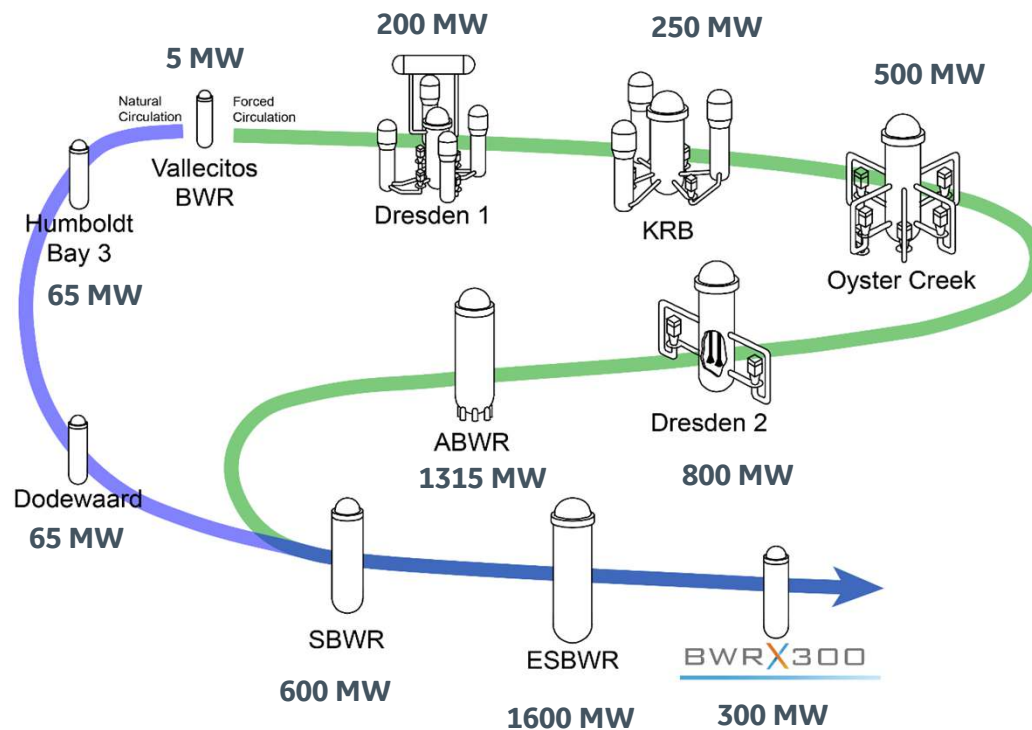 200 MW
250 MW
5 MW
500 MW
Natural
Circulation
Forced
Circulation
Vallecitos
BWR
Dresden 1
KRB
Oyster Creek
Humboldt
Bay 3
65 MW
ABWR
1315 MW
Dresden 2
800 MW
Dodewaard
65 MW
SBWR
600 MW
ESBWR
1600 MW
BWRX300
300 MW